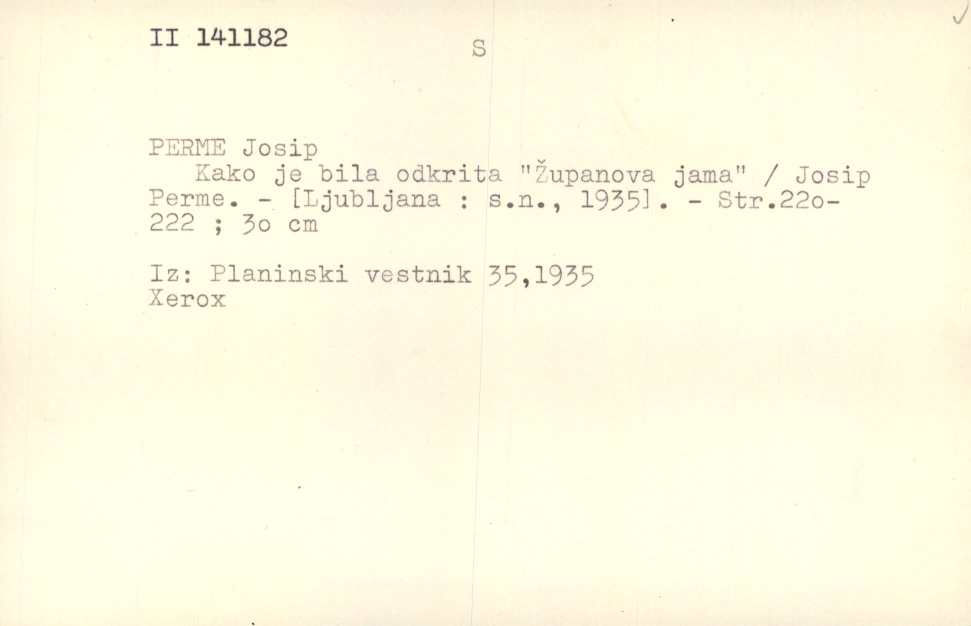 II 141182
S
PERME Josip
Kako je bila odkrita "Županova jama" / Josip
Perme. - [Ljubljana : s.n., 1935]. - Str.22o-
222 ; 3o cm
Iz: Planinski vestnik 35,1935
Xerox